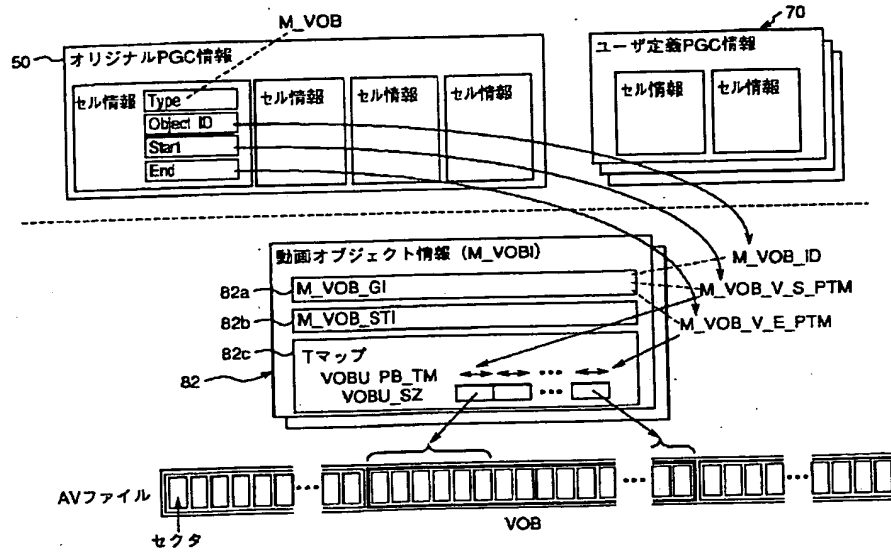 M_VOB
70
50
オリジナルPGC情報
ユーザ定義PGC情報
セル情報
Type
Object ID
Start
End
セル情報
セル情報
セル情報
セル情報
セル情報
動画オブジェクト情報(M_VOBI)
M_VOB_ID
82a
M_VOB_GI
M_VOB_V_S_PTM
82b
M_VOB_STI
M_VOB_V_E_PTM
82c
Tマップ
82
VOBU PB_TM
VOBU_SZ
•••
•••
AVファイル
•••
•••
•••
セクタ
VOB